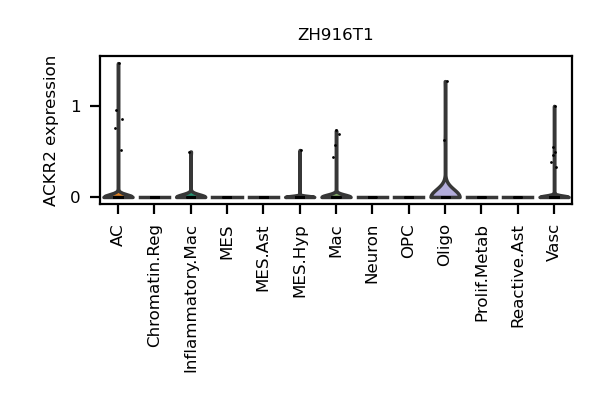 ZH916T1
ACKR2 expression
1
0
AC
Chromatin.Reg
Inflammatory.Mac
MES
MES.Ast
MES.Hyp
Mac
Neuron
OPC
Oligo
Prolif.Metab
Reactive.Ast
Vasc